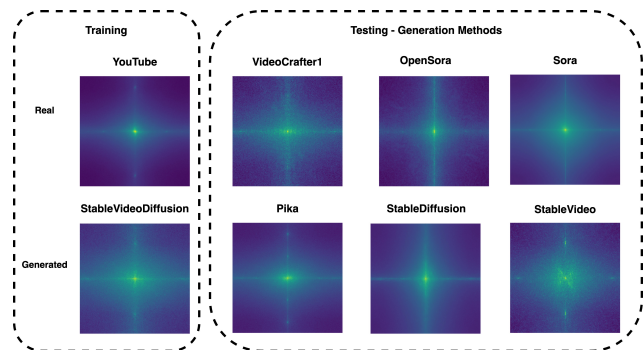 Training
Testing - Generation Methods
YouTube
VideoCrafter1
OpenSora
Sora
Real
StableVideoDiffusion
Pika
StableDiffusion
StableVideo
Generated